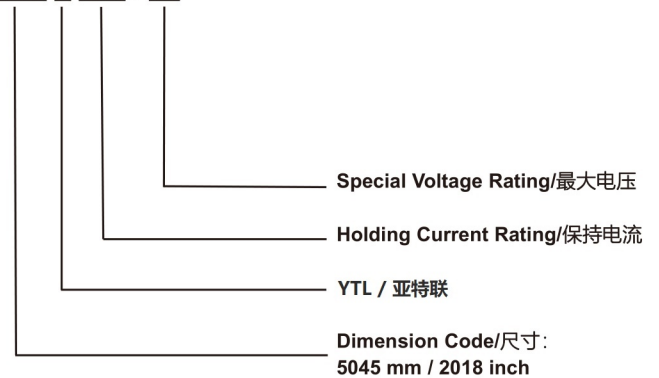 Special Voltage Rating/最大电压
Holding Current Rating/保持电流
YTL / 亚特联
Dimension Code/尺寸:
5045 mm / 2018 inch